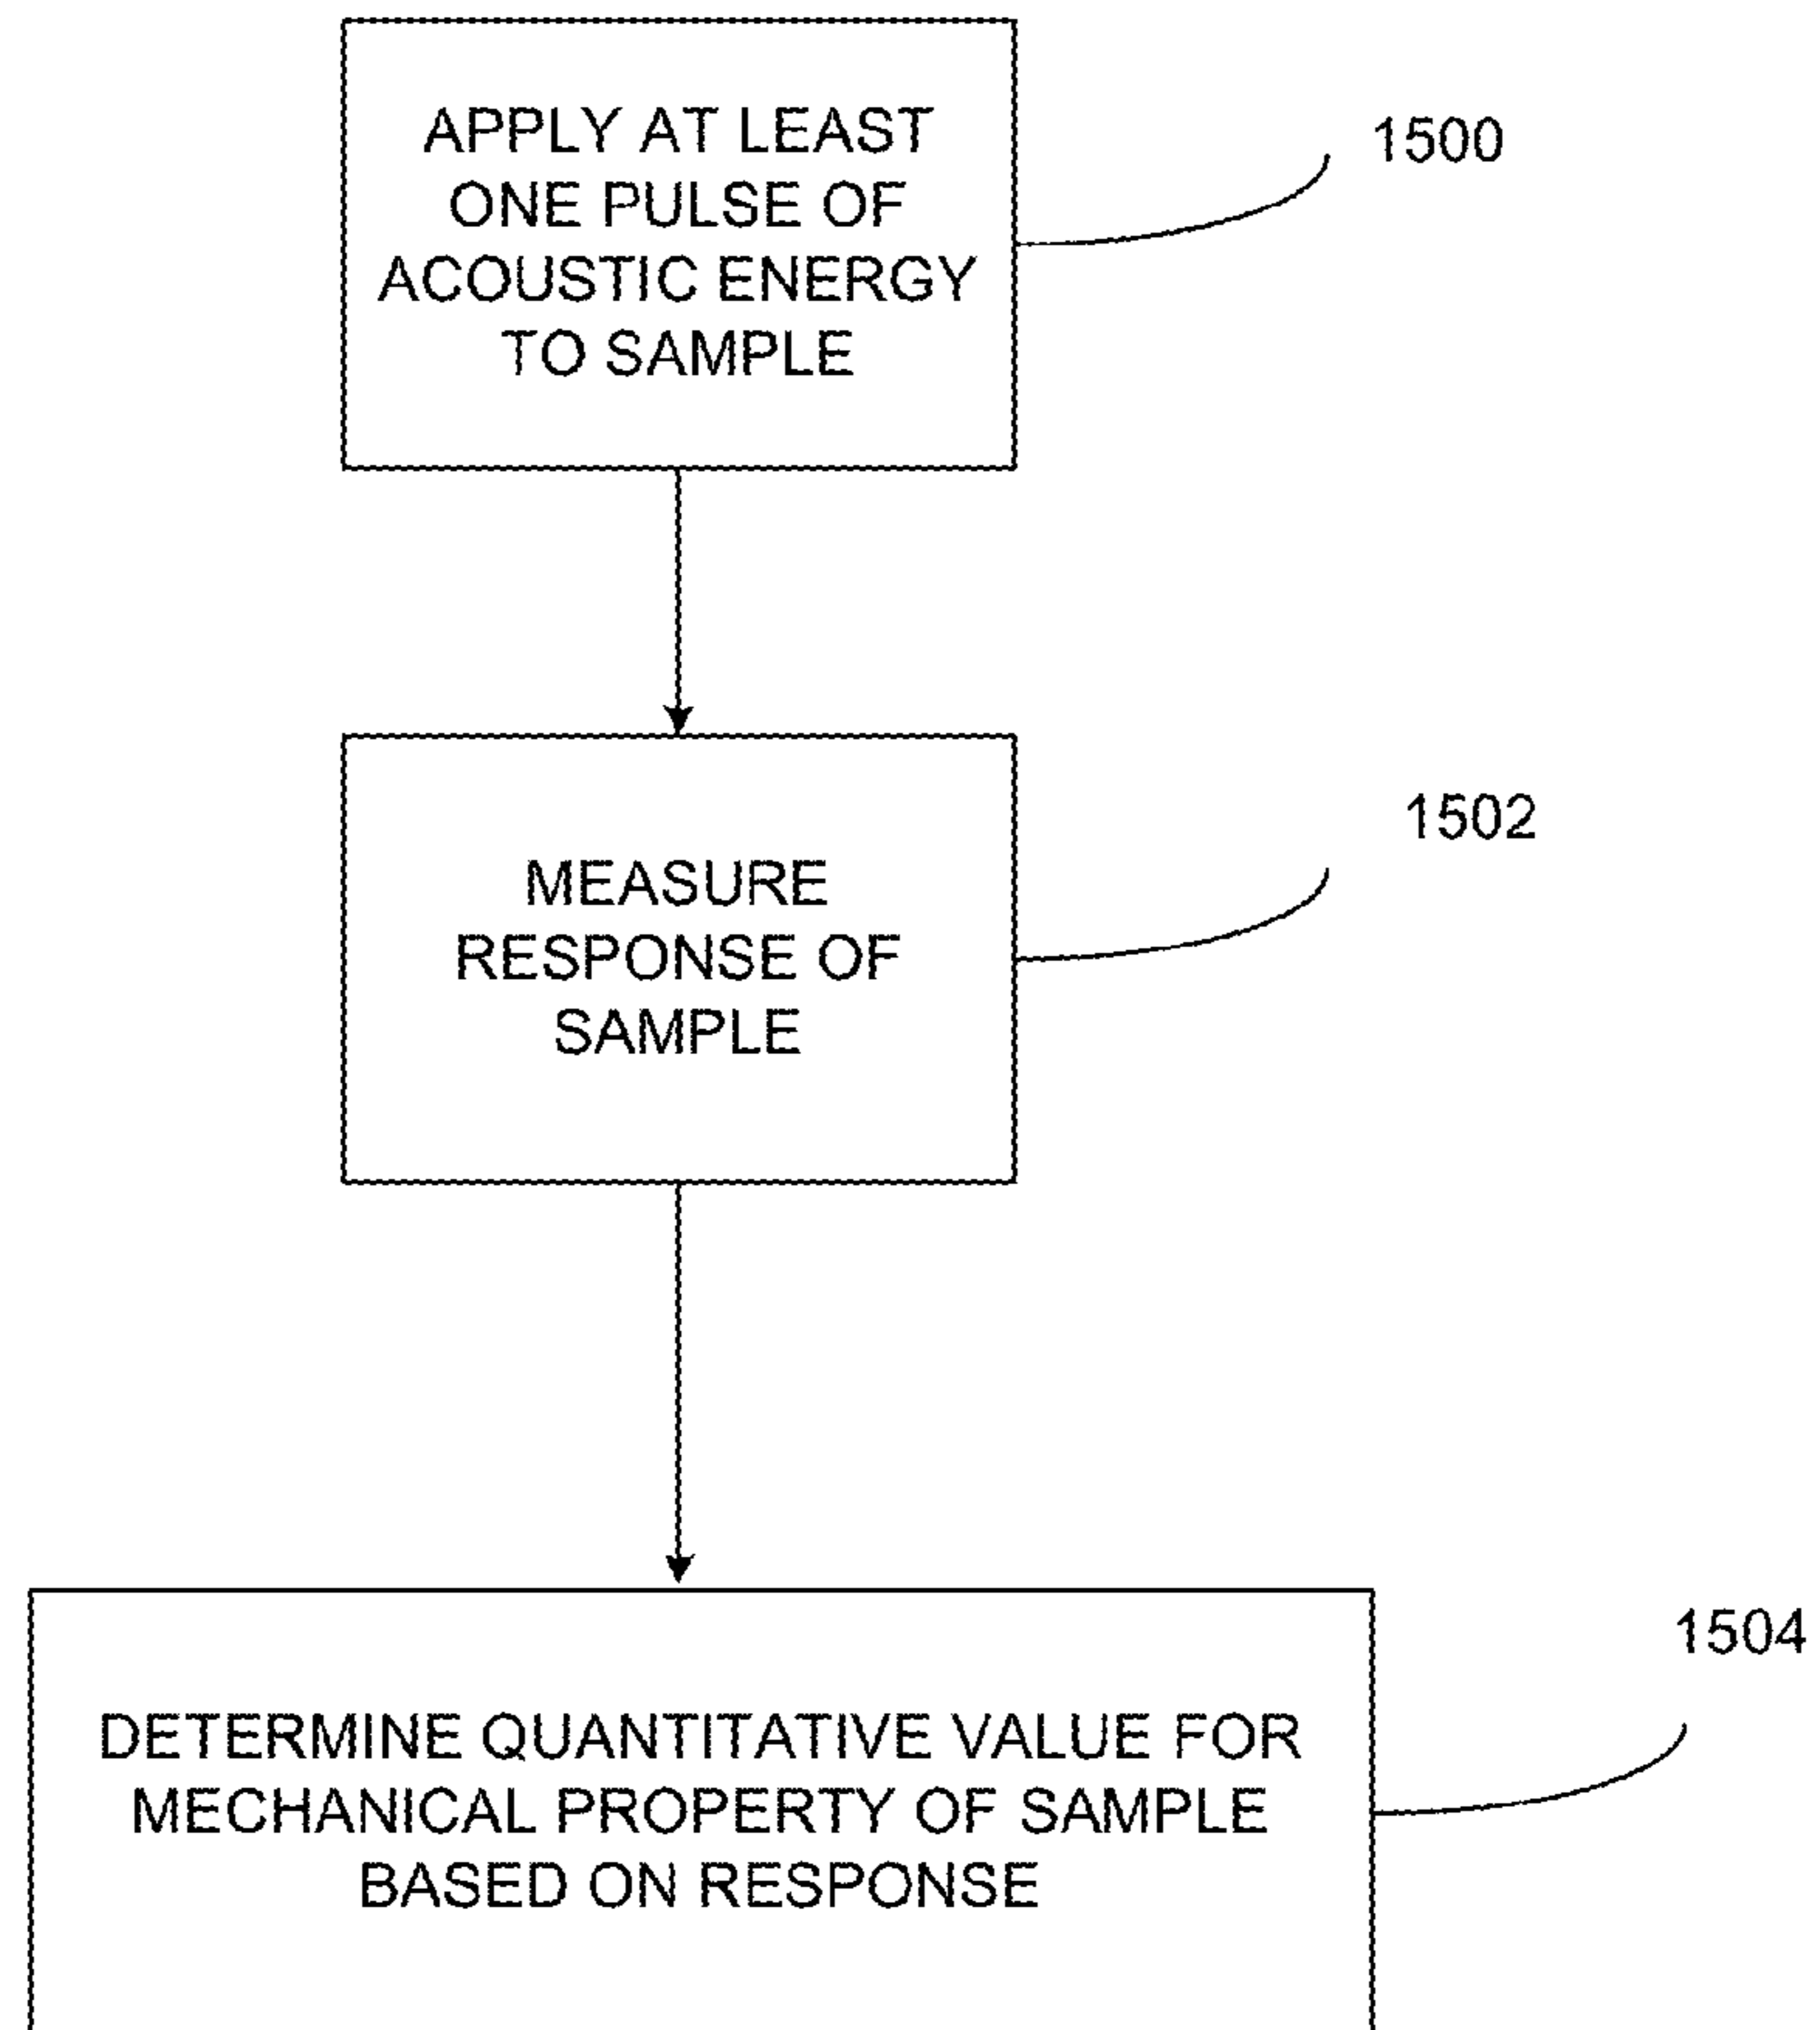 APPLY AT LEAST
ONE PULSE OF
ACOUSTIC ENERGY
TO SAMPLE
1500
MEASURE
RESPONSE OF
SAMPLE
1502
DETERMINE QUANTITATIVE VALUE FOR
MECHANICAL PROPERTY OF SAMPLE
BASED ON RESPONSE
1504